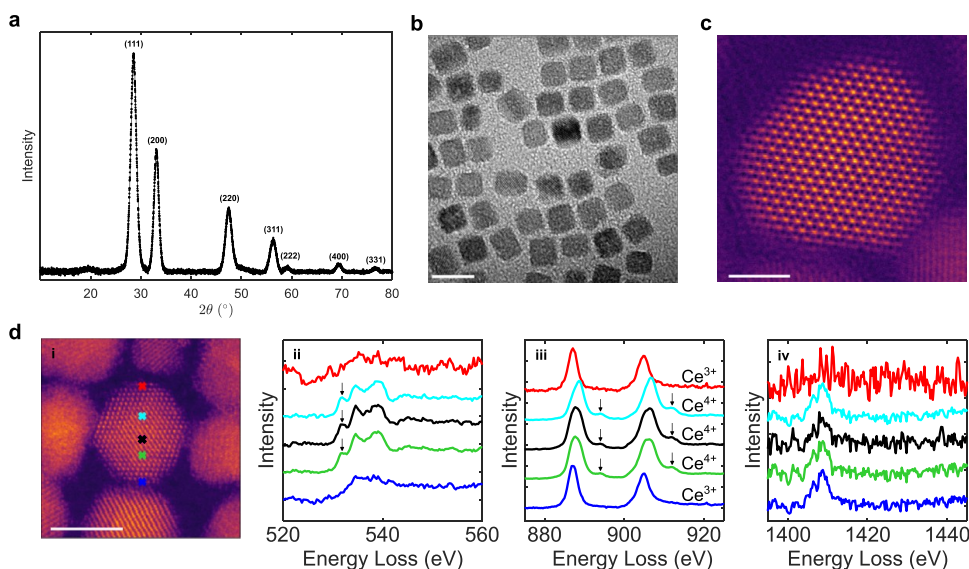 a
(111)
(200)
(220)
(311)
(222)
(400)
(331)
Intensity
10 20 30 40 50 60 70 80
2θ (°)
b
c
d
i
ii
Intensity
520 540 560
Energy Loss (eV)
iii
Ce³⁺
Ce⁴⁺
Ce⁴⁺
Ce⁴⁺
Ce³⁺
Intensity
880 900 920
Energy Loss (eV)
iv
Intensity
1400 1420 1440
Energy Loss (eV)